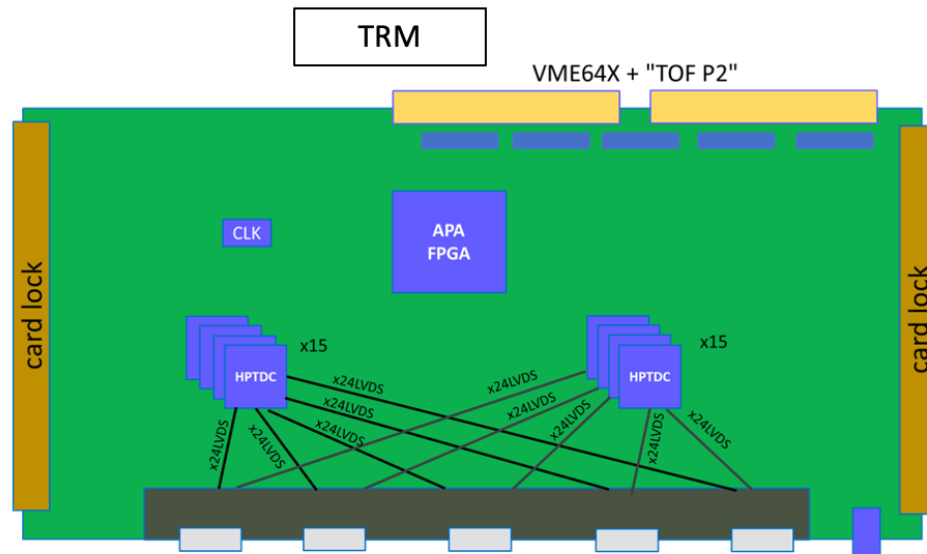 TRM
VME64X + "TOF P2"
CLK
APA
FPGA
card lock
card lock
x15
x15
HPTDC
HPTDC
x24LVDS
x24LVDS
x24LVDS
x24LVDS
x24LVDS
x24LVDS
x24LVDS
x24LVDS
x24LVDS
x24LVDS